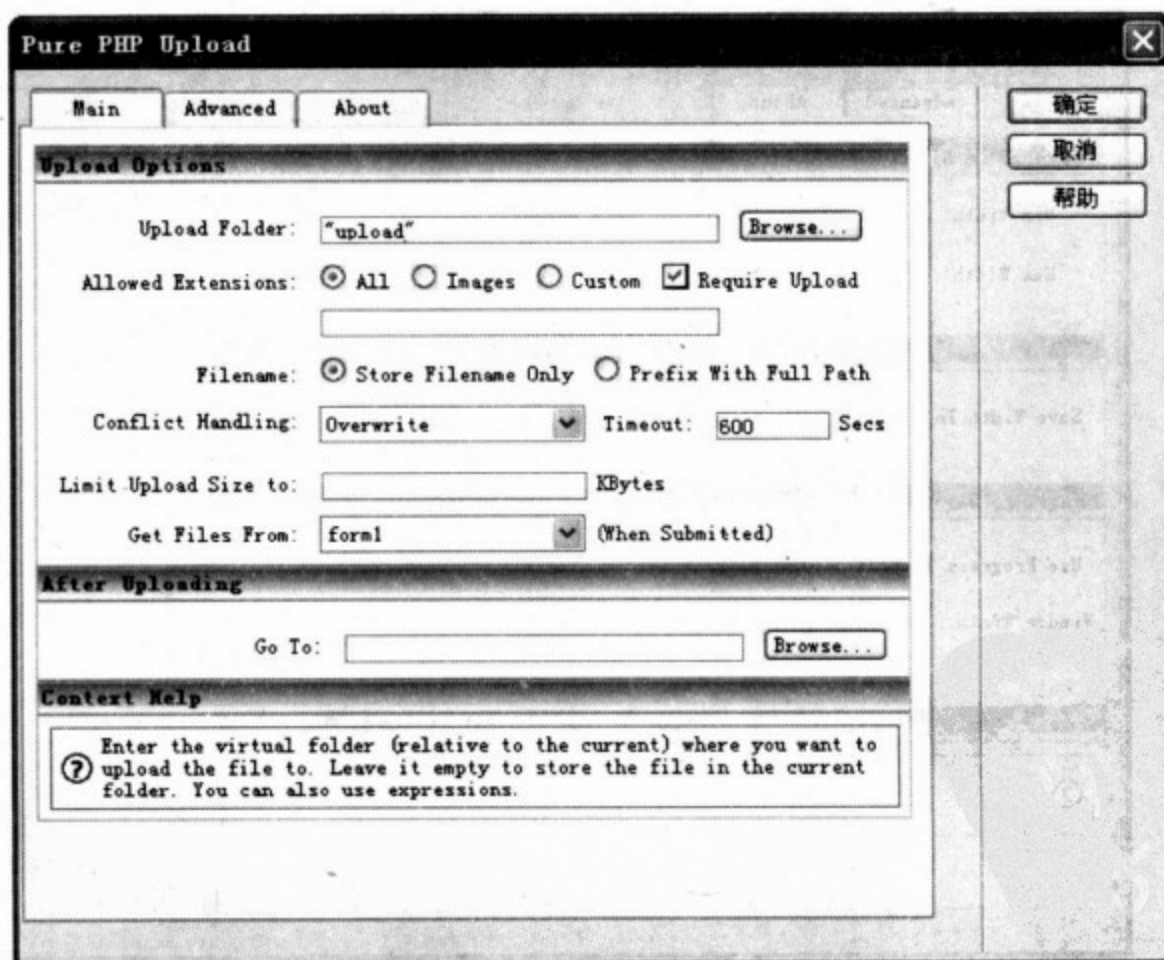 Pure PHP Upload
Main Advanced About
确定
取消
帮助
Upload Options
Upload Folder: "upload" Browse...
Allowed Extensions: All Images Custom Require Upload
Filename: Store Filename Only Prefix With Full Path
Conflict Handling: Overwrite Timeout: 600 Secs
Limit Upload Size to: KBytes
Get Files From: form1 (When Submitted)
After Uploading
Go To: Browse...
Context Help
Enter the virtual folder (relative to the current) where you want to
upload the file to. Leave it empty to store the file in the current
folder. You can also use expressions.